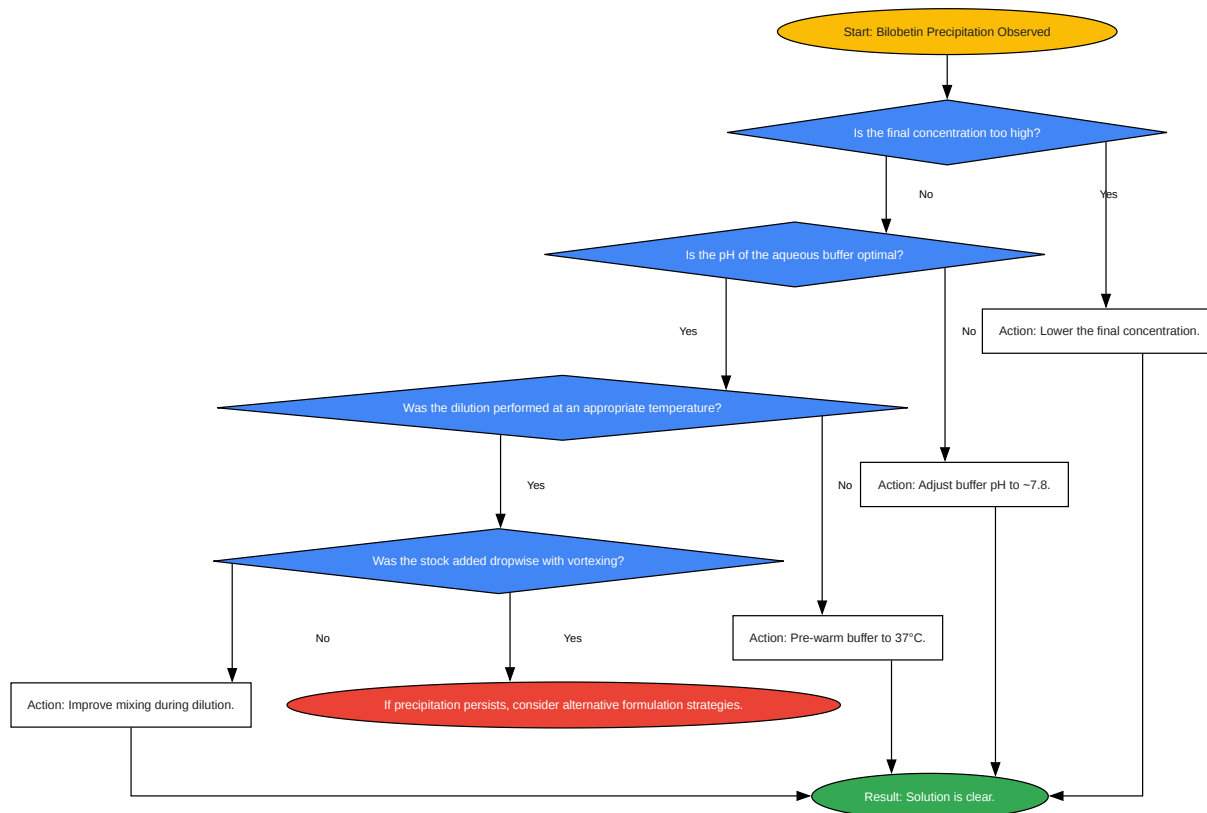 Start: Bilobetin Precipitation Observed
Is the final concentration too high?
No
Yes
Is the pH of the aqueous buffer optimal?
Yes
No
Action: Lower the final concentration.
Was the dilution performed at an appropriate temperature?
Yes
No
Action: Adjust buffer pH to ~7.8.
Was the stock added dropwise with vortexing?
No
Yes
Action: Pre-warm buffer to 37°C.
Action: Improve mixing during dilution.
If precipitation persists, consider alternative formulation strategies.
Result: Solution is clear.